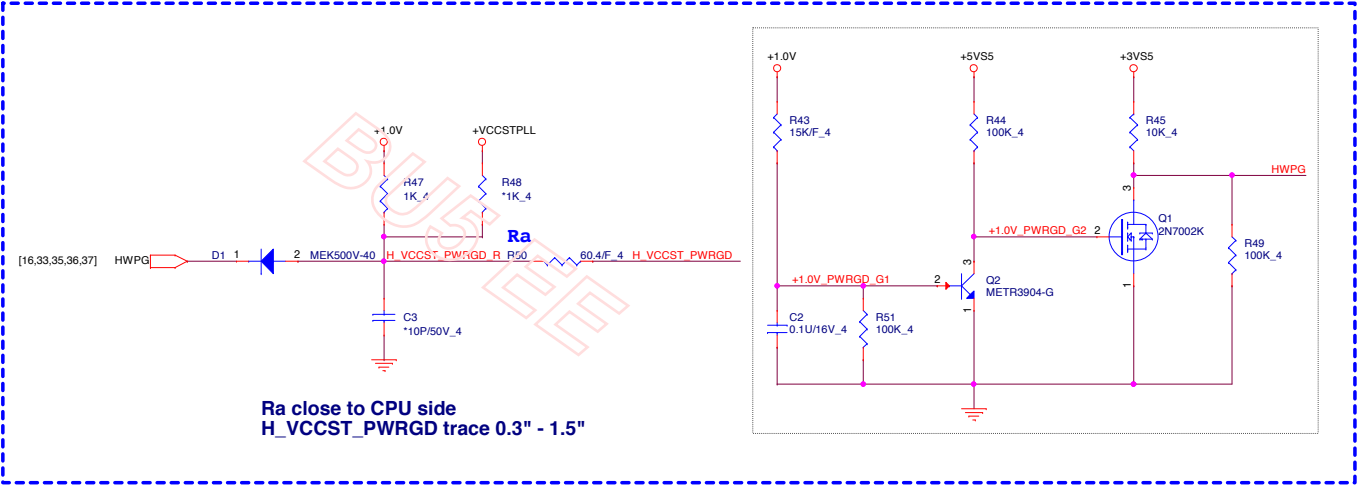 +1.0V
+VCCSTPLL
R47
1K_4
R48
*1K_4
Ra
[16,33,35,36,37]
HWPG
D1
1
2
MEK500V-40
H_VCCST_PWRGD_R
R50
60.4/F_4
H_VCCST_PWRGD
C3
*10P/50V_4
BU5 EE
Ra close to CPU side
H_VCCST_PWRGD trace 0.3" - 1.5"
+1.0V
+5VS5
+3VS5
R43
15K/F_4
R44
100K_4
R45
10K_4
HWPG
3
Q1
2N7002K
+1.0V_PWRGD_G2
2
1
R49
100K_4
+1.0V_PWRGD_G1
2
3
Q2
METR3904-G
1
C2
0.1U/16V_4
R51
100K_4